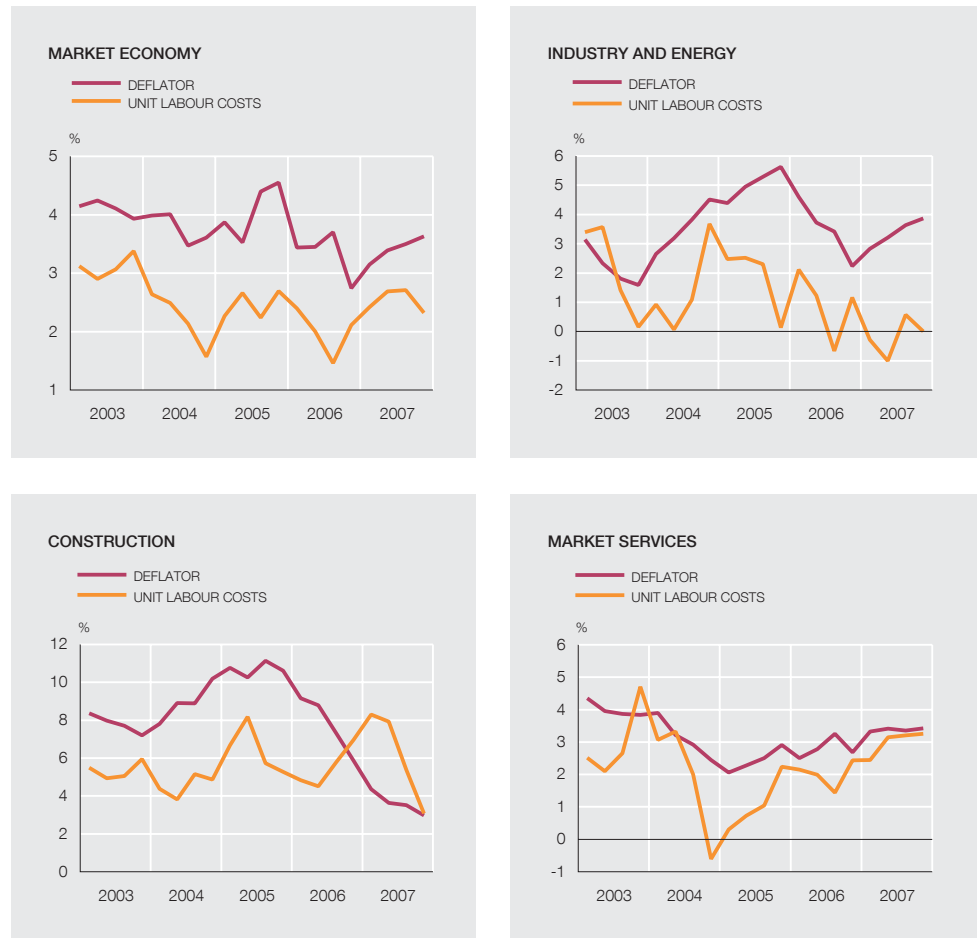 MARKET ECONOMY
DEFLATOR
UNIT LABOUR COSTS
%
5
4
3
2
1
2003 2004 2005 2006 2007
INDUSTRY AND ENERGY
DEFLATOR
UNIT LABOUR COSTS
%
6
5
4
3
2
1
0
-1
-2
2003 2004 2005 2006 2007
CONSTRUCTION
DEFLATOR
UNIT LABOUR COSTS
%
12
10
8
6
4
2
0
2003 2004 2005 2006 2007
MARKET SERVICES
DEFLATOR
UNIT LABOUR COSTS
%
6
5
4
3
2
1
0
-1
2003 2004 2005 2006 2007